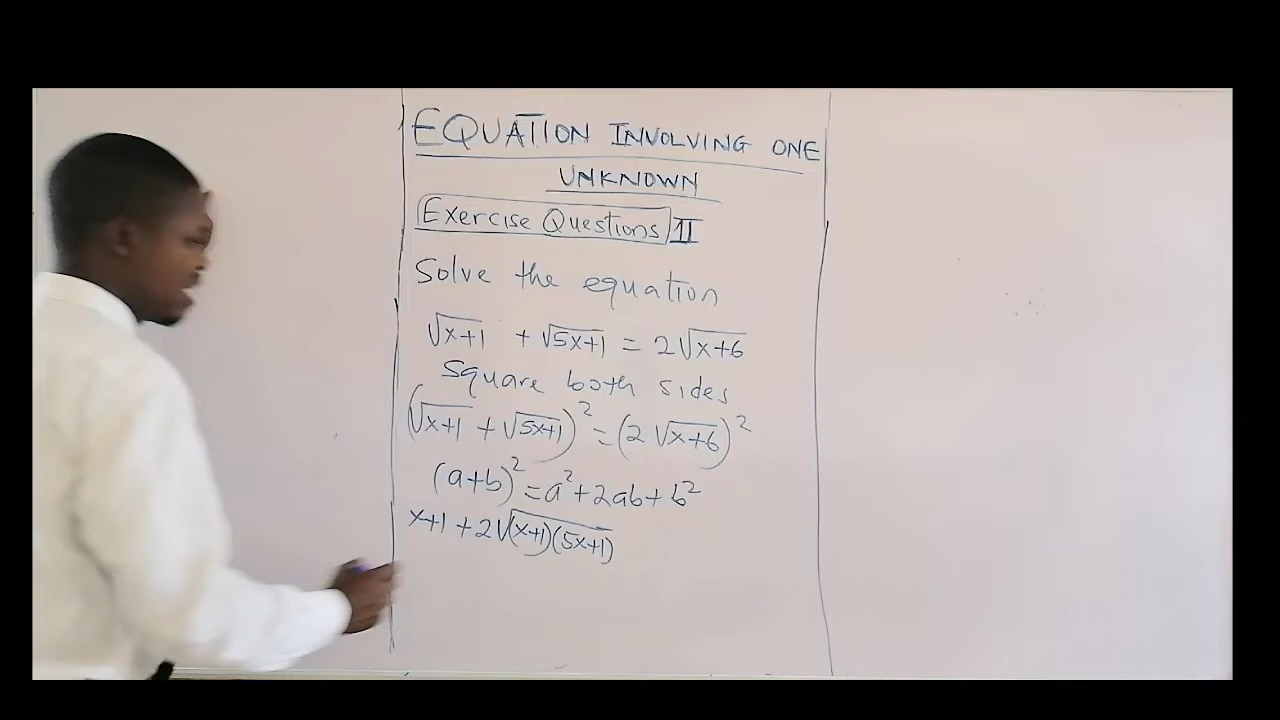 EQUATION INVOLVING ONE
UNKNOWN
Exercise Questions II
Solve the equation
√(x+1) + √(5x+1) = 2√(x+6)
Square both sides
(√(x+1) + √(5x+1))² = (2√(x+6))²
(a+b)² = a² + 2ab + b²
x+1 + 2√((x+1)(5x+1))